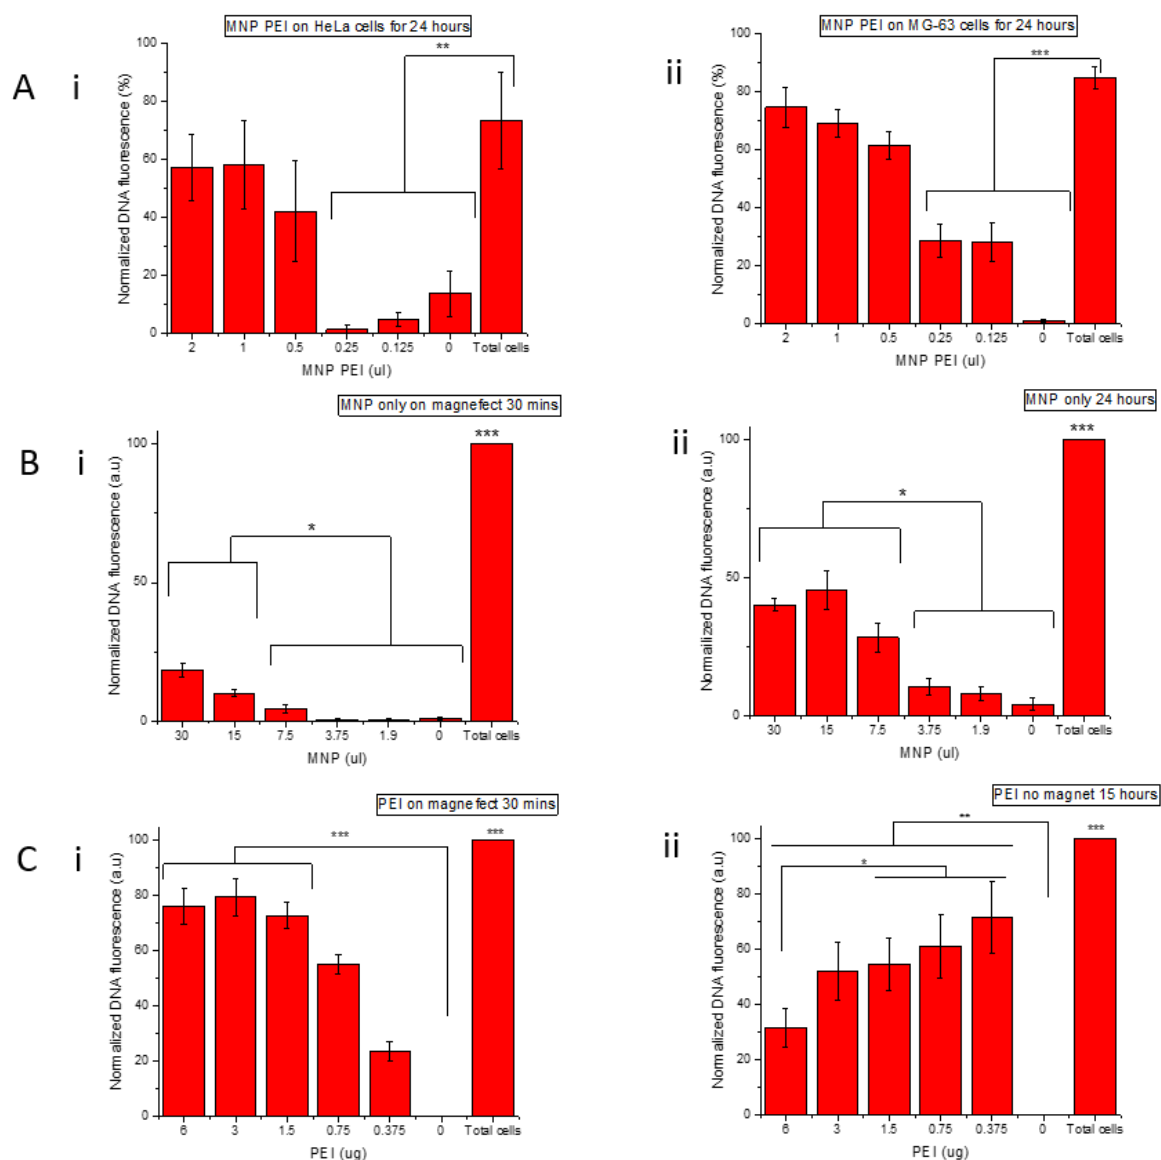 MNP PEI on HeLa cells for 24 hours
A i
Normalized DNA fluorescence (%)
100
80
60
40
20
0
**
2 1 0.5 0.25 0.125 0 Total cells
MNP PEI (ul)
MNP PEI on MG-63 cells for 24 hours
ii
Normalized DNA fluorescence (%)
100
80
60
40
20
0
***
2 1 0.5 0.25 0.125 0 Total cells
MNP PEI (ul)
MNP only on magnefect 30 mins
B i
Normalized DNA fluorescence (a.u)
100
50
0
*
***
30 15 7.5 3.75 1.9 0 Total cells
MNP (ul)
MNP only 24 hours
ii
Normailized DNA fluorescence (a.u)
100
50
0
*
***
30 15 7.5 3.75 1.9 0 Total cells
MNP (ul)
PEI on magnefect 30 mins
C i
Normalized DNA fluorescence (a.u)
100
80
60
40
20
0
***
***
6 3 1.5 0.75 0.375 0 Total cells
PEI (ug)
PEI no magnet 15 hours
ii
Normalized DNA fluorescence (a.u)
100
80
60
40
20
0
**
*
***
6 3 1.5 0.75 0.375 0 Total cells
PEI (ug)